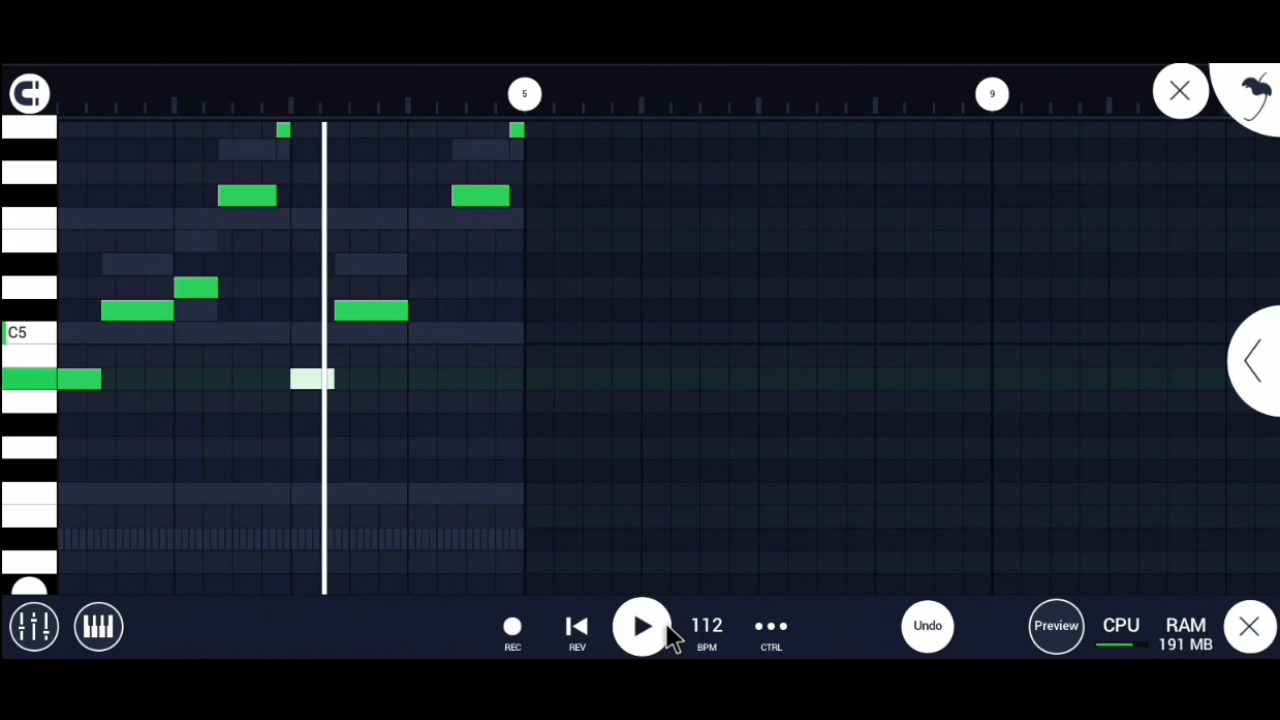 5
9
C5
112
Undo
Preview
CPU
RAM
191 MB
REC
REV
BPM
CTRL